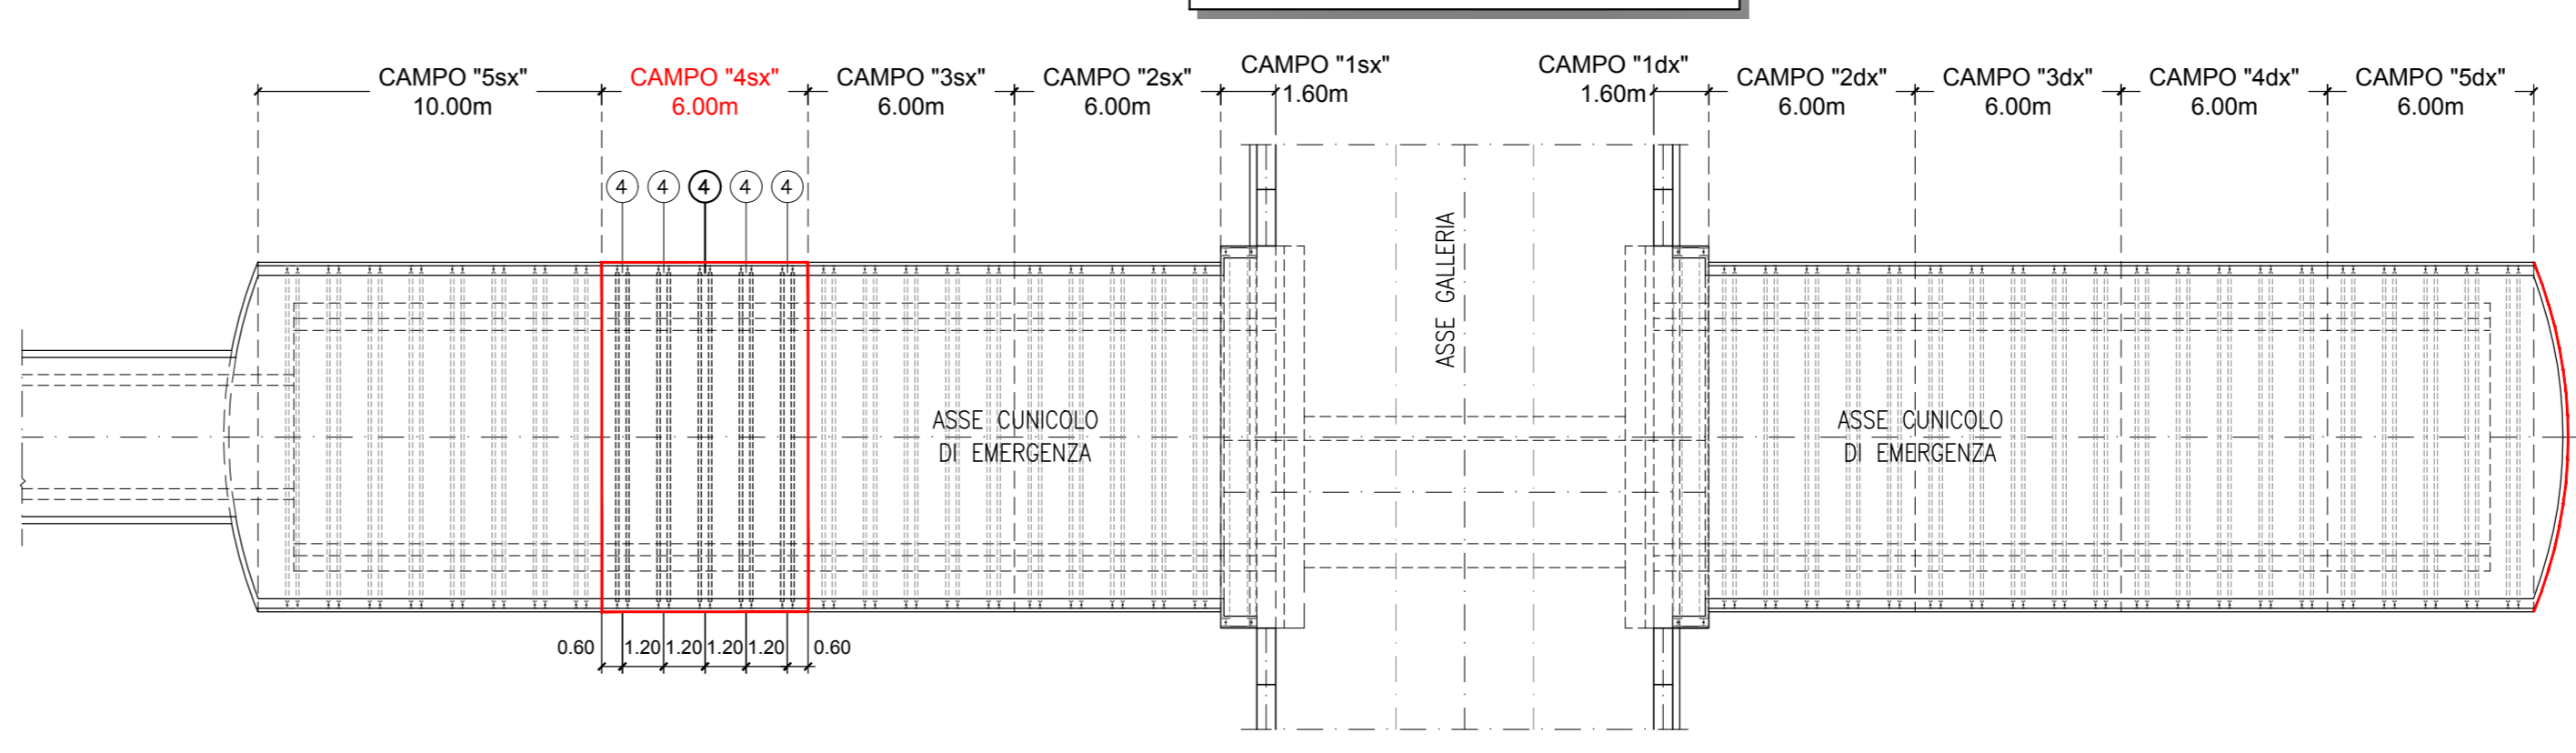 CAMPO "5sx"
10.00m
CAMPO "4sx"
6.00m
CAMPO "3sx"
6.00m
CAMPO "2sx"
6.00m
CAMPO "1sx"
1.60m
CAMPO "1dx"
1.60m
CAMPO "2dx"
6.00m
CAMPO "3dx"
6.00m
CAMPO "4dx"
6.00m
CAMPO "5dx"
6.00m
4 4 4 4 4
ASSE GALLERIA
ASSE CUNICOLO
DI EMERGENZA
ASSE CUNICOLO
DI EMERGENZA
0.60 1.20 1.20 1.20 1.20 0.60